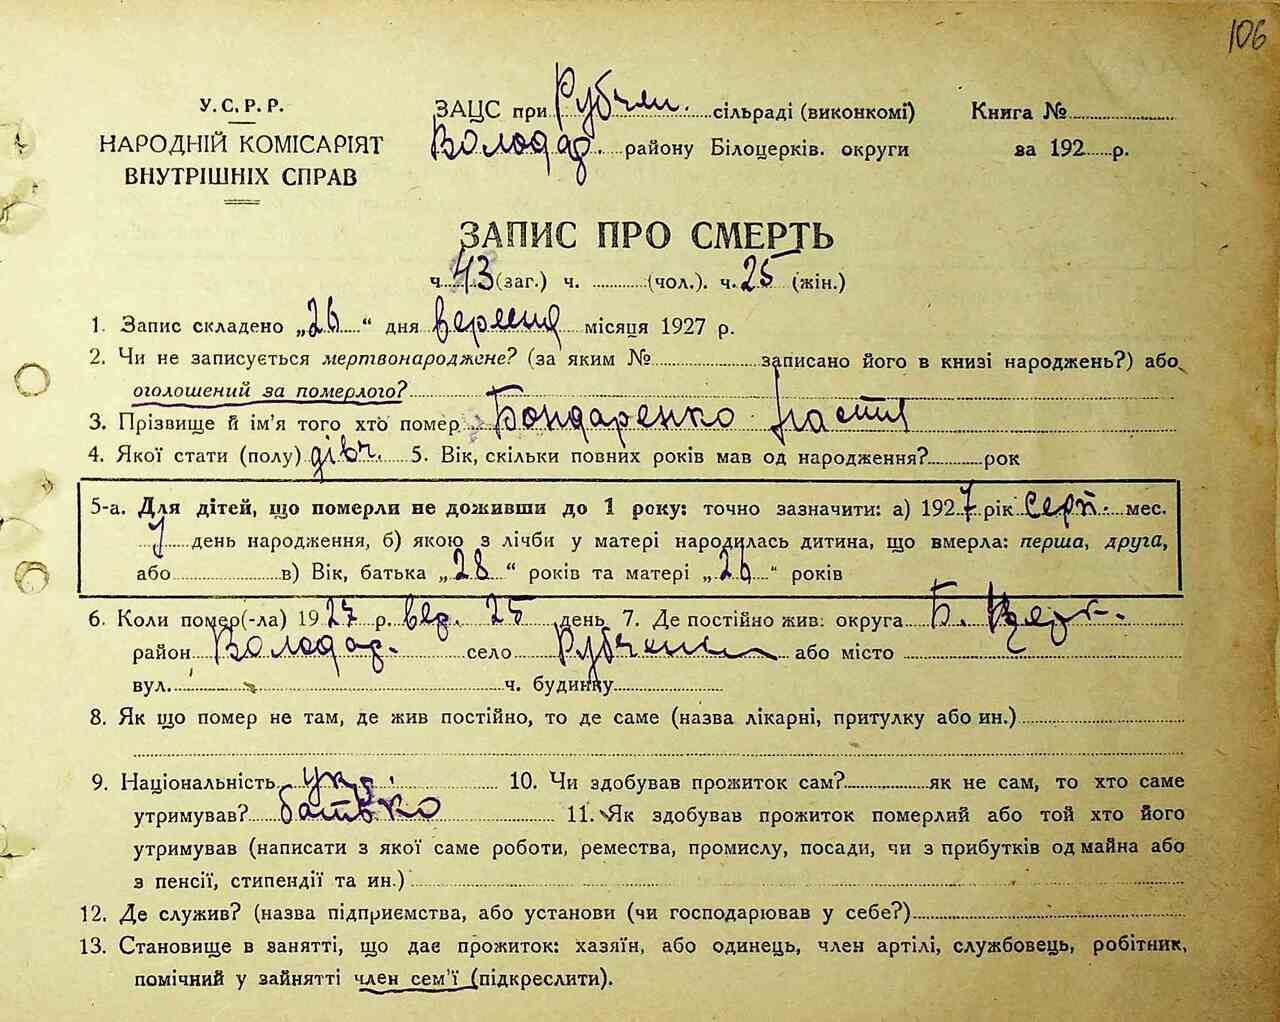 106
У.С.Р.Р.
НАРОДНІЙ КОМІСАРІЯТ
ВНУТРІШНІХ СПРАВ
ЗАЦС при Рубчен. сільраді (виконкомі)
Володар. району Білоцерків. округи
Книга №
за 192 р.
ЗАПИС ПРО СМЕРТЬ
ч. 43 (заг.) ч. (чол.). ч. 25 (жін.)
1. Запис складено „26“ дня вересня місяця 1927 р.
2. Чи не записується мертвонароджене? (за яким № записано його в книзі народжень?) або
оголошений за померлого?
3. Прізвище й ім’я того хто помер Бондаренко Настя
4. Якої стати (полу) дівч. 5. Вік, скільки повних років мав од народження? рок
5-а. Для дітей, що померли не доживши до 1 року: точно зазначити: а) 1927 рік Серп. мес.
день народження, б) якою з лічби у матері народилась дитина, що вмерла: перша, друга,
або в) Вік, батька „28“ років та матері „26“ років
6. Коли помер(-ла) 1927 р. вер. 25 день 7. Де постійно жив: округа Б. Церк.
район Володар. село Рубченки або місто
вул. ч. будинку
8. Як що помер не там, де жив постійно, то де саме (назва лікарні, притулку або ин.)
9. Національність укр. 10. Чи здобував прожиток сам? як не сам, то хто саме
утримував? батько 11. Як здобував прожиток померлий або той хто його
утримував (написати з якої саме роботи, ремества, промислу, посади, чи з прибутків од майна або
з пенсії, стипендії та ин.)
12. Де служив? (назва підприємства, або установи (чи господарював у себе?)
13. Становище в занятті, що дає прожиток: хазяїн, або одинець, член артілі, службовець, робітник,
помічний у зайнятті член сем’ї (підкреслити).